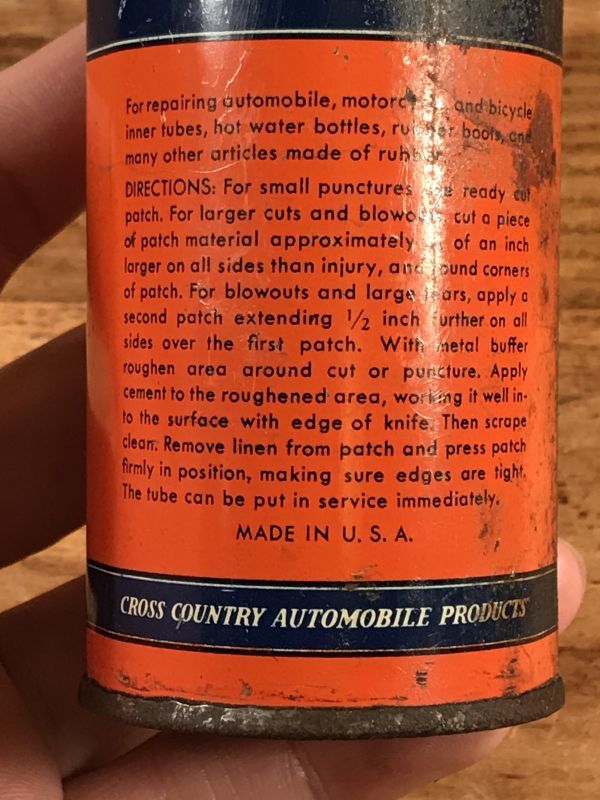 For repairing automobile, and bicycle
inner tubes, hot water bottles, rubber boots, and
many other articles made of rubber.
DIRECTIONS: For small punctures ready cut
patch. For larger cuts and blowouts, cut a piece
of patch material approximately of an inch
larger on all sides than injury, and round corners
of patch. For blowouts and large tears, apply a
second patch extending 1/2 inch further on all
sides over the first patch. With metal buffer
roughen area around cut or puncture. Apply
cement to the roughened area, working it well in-
to the surface with edge of knife. Then scrape
clean. Remove linen from patch and press patch
firmly in position, making sure edges are tight.
The tube can be put in service immediately.
MADE IN U. S. A.
CROSS COUNTRY AUTOMOBILE PRODUCTS